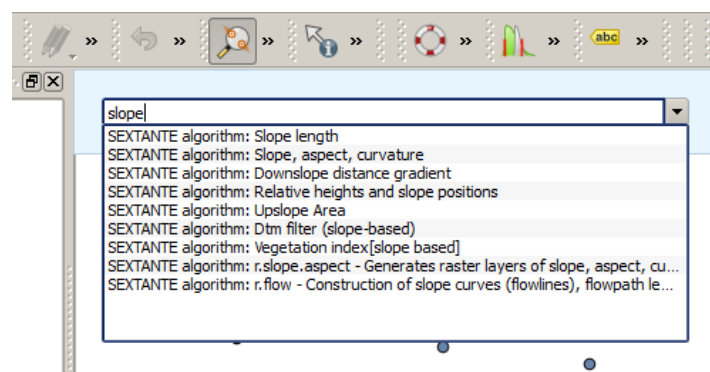 abc
slope
SEXTANTE algorithm: Slope length
SEXTANTE algorithm: Slope, aspect, curvature
SEXTANTE algorithm: Downslope distance gradient
SEXTANTE algorithm: Relative heights and slope positions
SEXTANTE algorithm: Upslope Area
SEXTANTE algorithm: Dtm filter (slope-based)
SEXTANTE algorithm: Vegetation index[slope based]
SEXTANTE algorithm: r.slope.aspect - Generates raster layers of slope, aspect, cu...
SEXTANTE algorithm: r.flow - Construction of slope curves (flowlines), flowpath le...